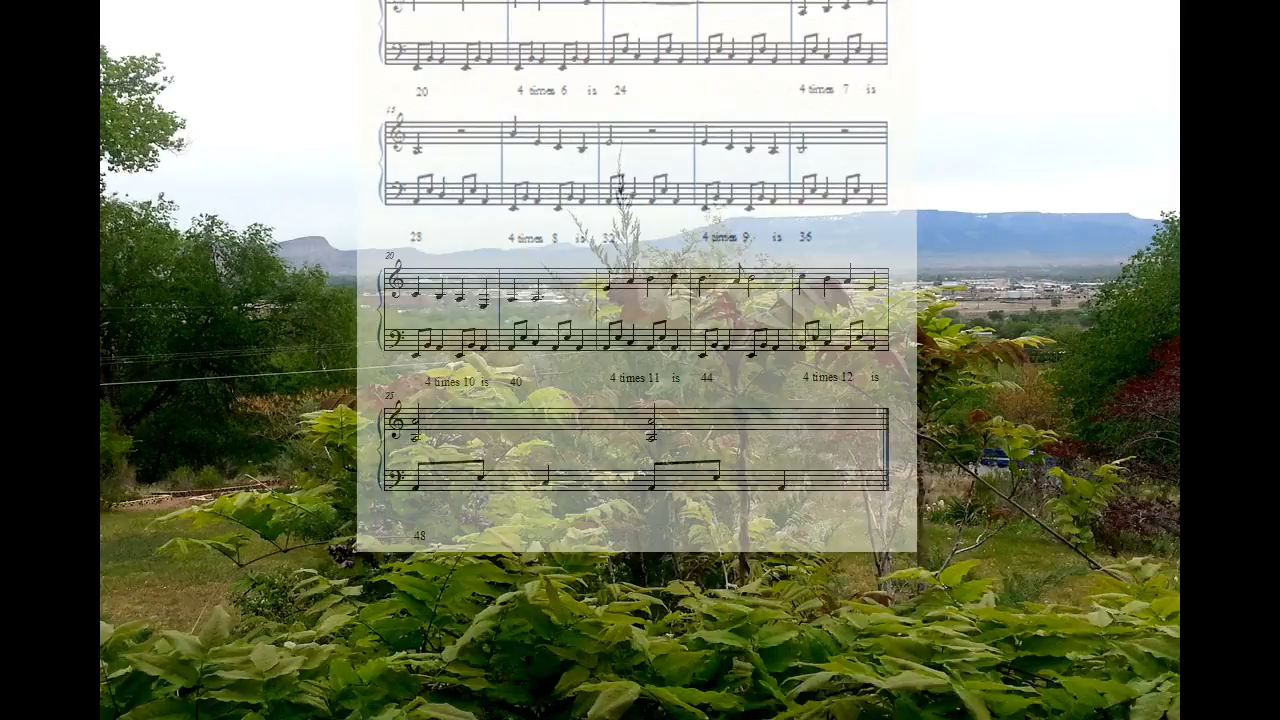 20 4 times 6 is 24 4 times 7 is
15
28 4 times 8 is 32 4 times 9 is 36
20
4 times 10 is 40 4 times 11 is 44 4 times 12 is
25
48